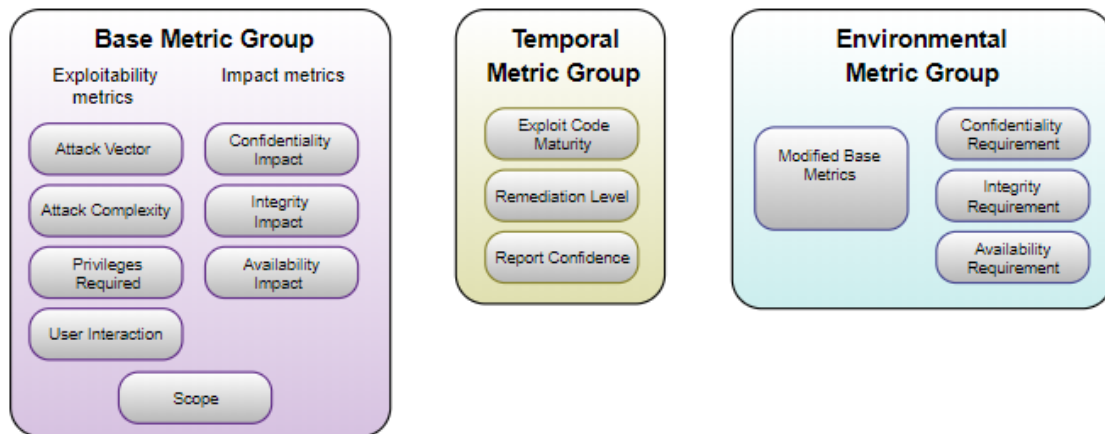 Base Metric Group
Exploitability
metrics
Impact metrics
Attack Vector
Confidentiality
Impact
Attack Complexity
Integrity
Impact
Privileges
Required
Availability
Impact
User Interaction
Scope
Temporal
Metric Group
Exploit Code
Maturity
Remediation Level
Report Confidence
Environmental
Metric Group
Modified Base
Metrics
Confidentiality
Requirement
Integrity
Requirement
Availability
Requirement